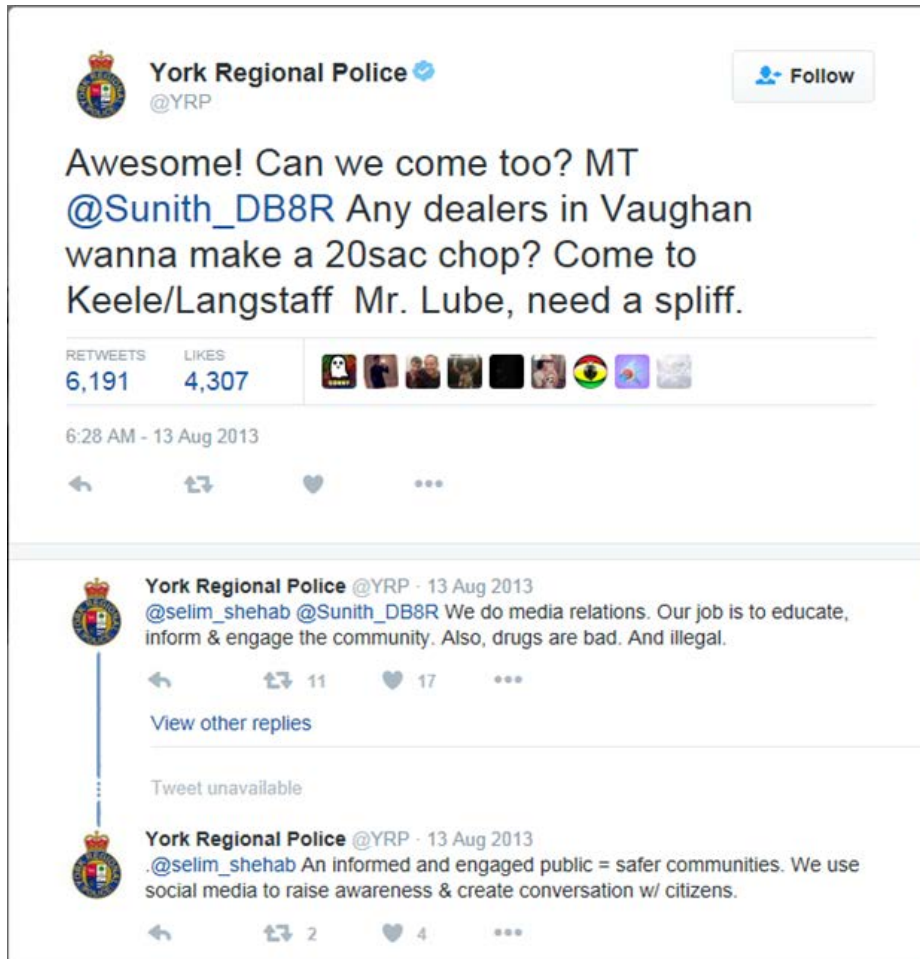 York Regional Police
@YRP
Follow
Awesome! Can we come too? MT
@Sunith_DB8R Any dealers in Vaughan
wanna make a 20sac chop? Come to
Keele/Langstaff Mr. Lube, need a spliff.
RETWEETS LIKES
6,191 4,307
6:28 AM - 13 Aug 2013
York Regional Police @YRP · 13 Aug 2013
@selim_shehab @Sunith_DB8R We do media relations. Our job is to educate,
inform & engage the community. Also, drugs are bad. And illegal.
11 17
View other replies
Tweet unavailable
York Regional Police @YRP · 13 Aug 2013
.@selim_shehab An informed and engaged public = safer communities. We use
social media to raise awareness & create conversation w/ citizens.
2 4